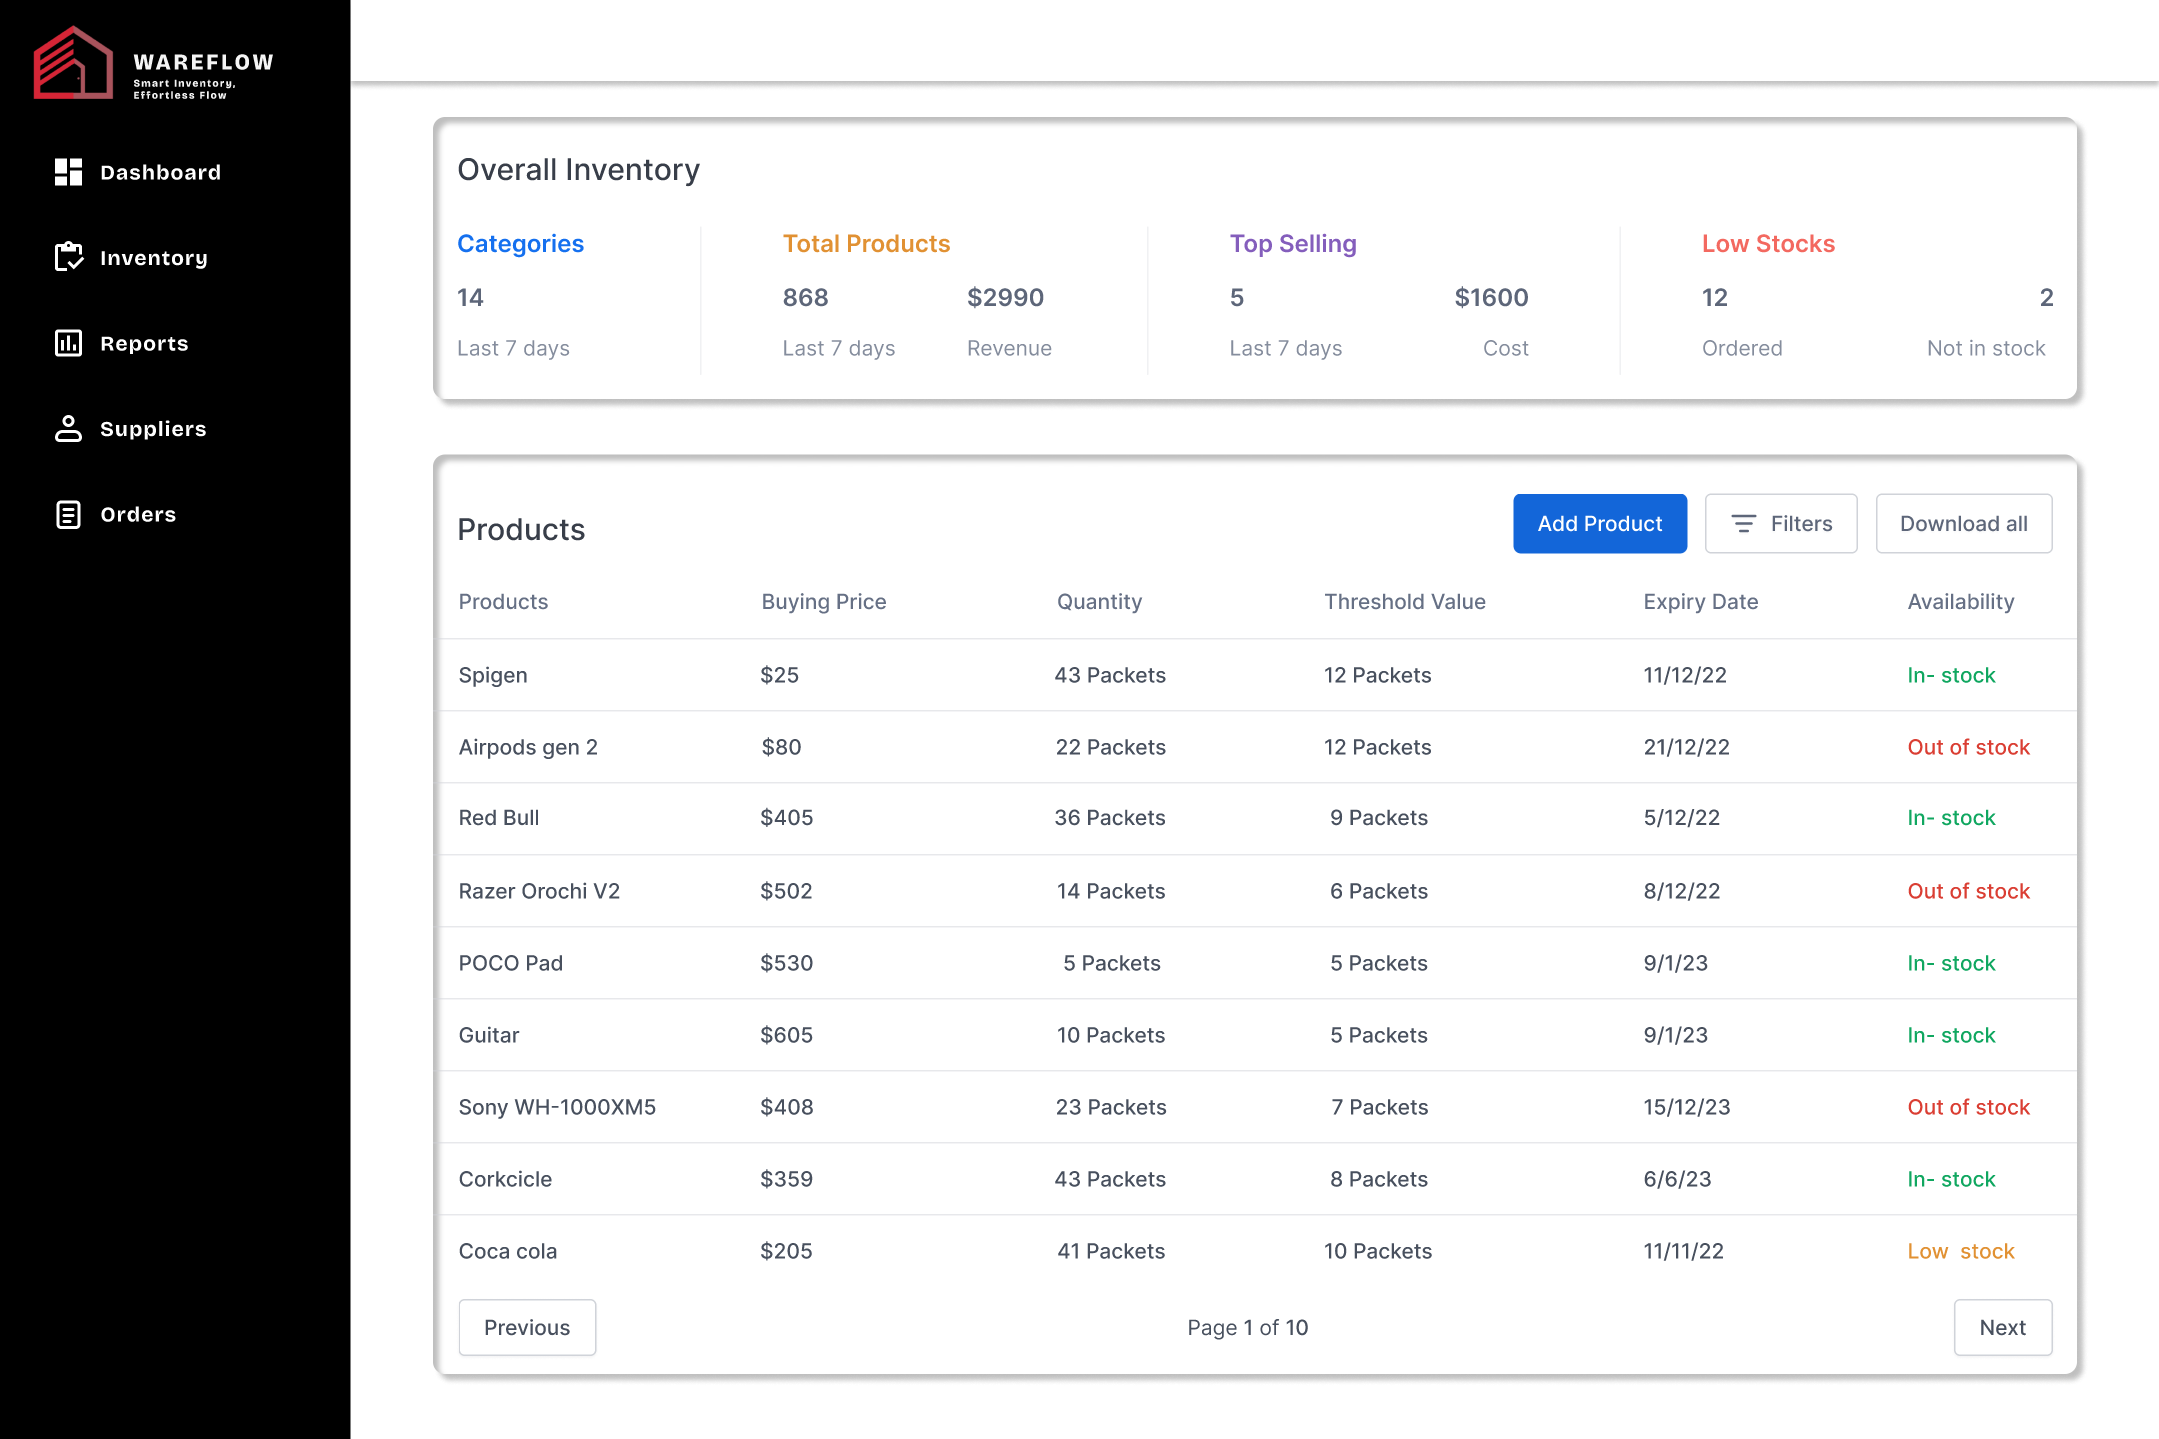 WAREFLOW
Smart Inventory,
Effortless Flow
Dashboard
Inventory
Reports
Suppliers
Orders
Overall Inventory
Categories Total Products Top Selling Low Stocks
14 868 $2990 5 $1600 12 2
Last 7 days Last 7 days Revenue Last 7 days Cost Ordered Not in stock
Products Add Product Filters Download all
Products Buying Price Quantity Threshold Value Expiry Date Availability
Spigen $25 43 Packets 12 Packets 11/12/22 In- stock
Airpods gen 2 $80 22 Packets 12 Packets 21/12/22 Out of stock
Red Bull $405 36 Packets 9 Packets 5/12/22 In- stock
Razer Orochi V2 $502 14 Packets 6 Packets 8/12/22 Out of stock
POCO Pad $530 5 Packets 5 Packets 9/1/23 In- stock
Guitar $605 10 Packets 5 Packets 9/1/23 In- stock
Sony WH-1000XM5 $408 23 Packets 7 Packets 15/12/23 Out of stock
Corkcicle $359 43 Packets 8 Packets 6/6/23 In- stock
Coca cola $205 41 Packets 10 Packets 11/11/22 Low stock
Previous Page 1 of 10 Next